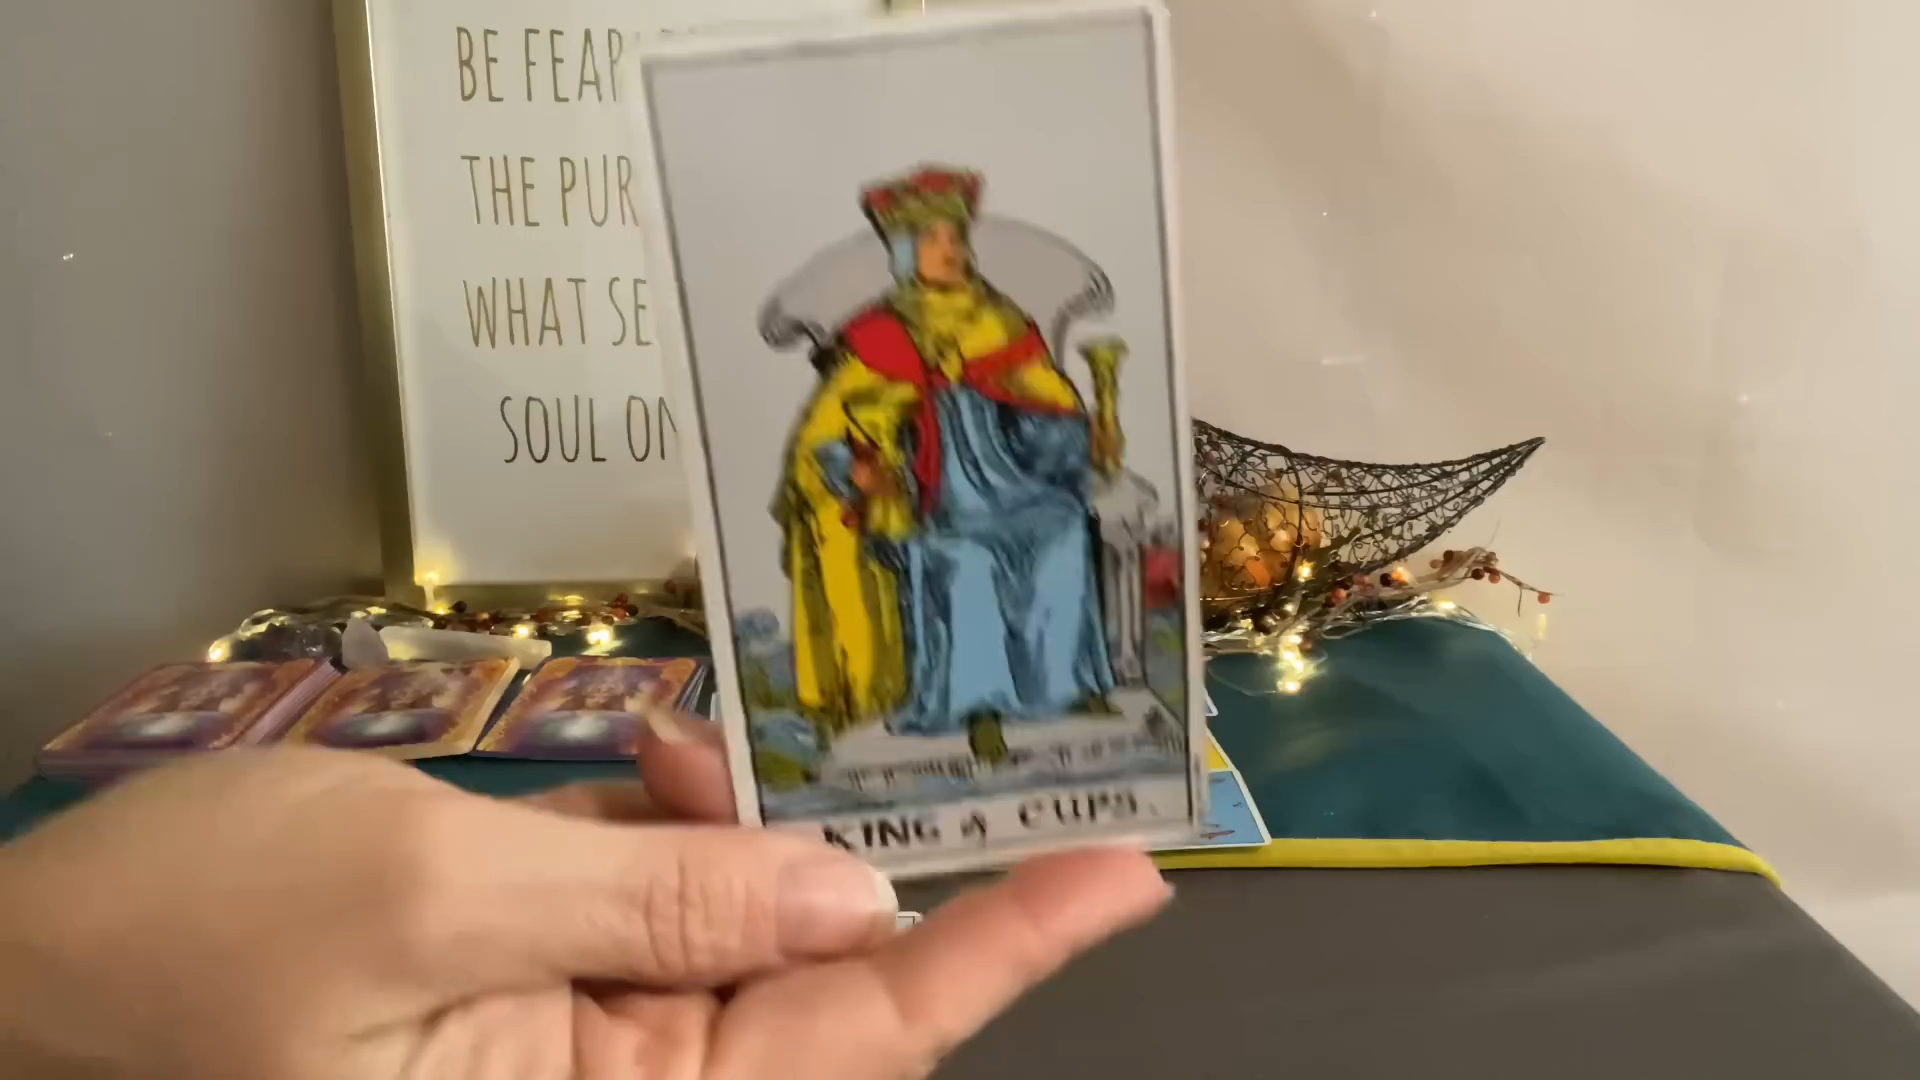 BE FEAR
THE PUR
WHAT SE
SOUL ON
KING of CUPS.